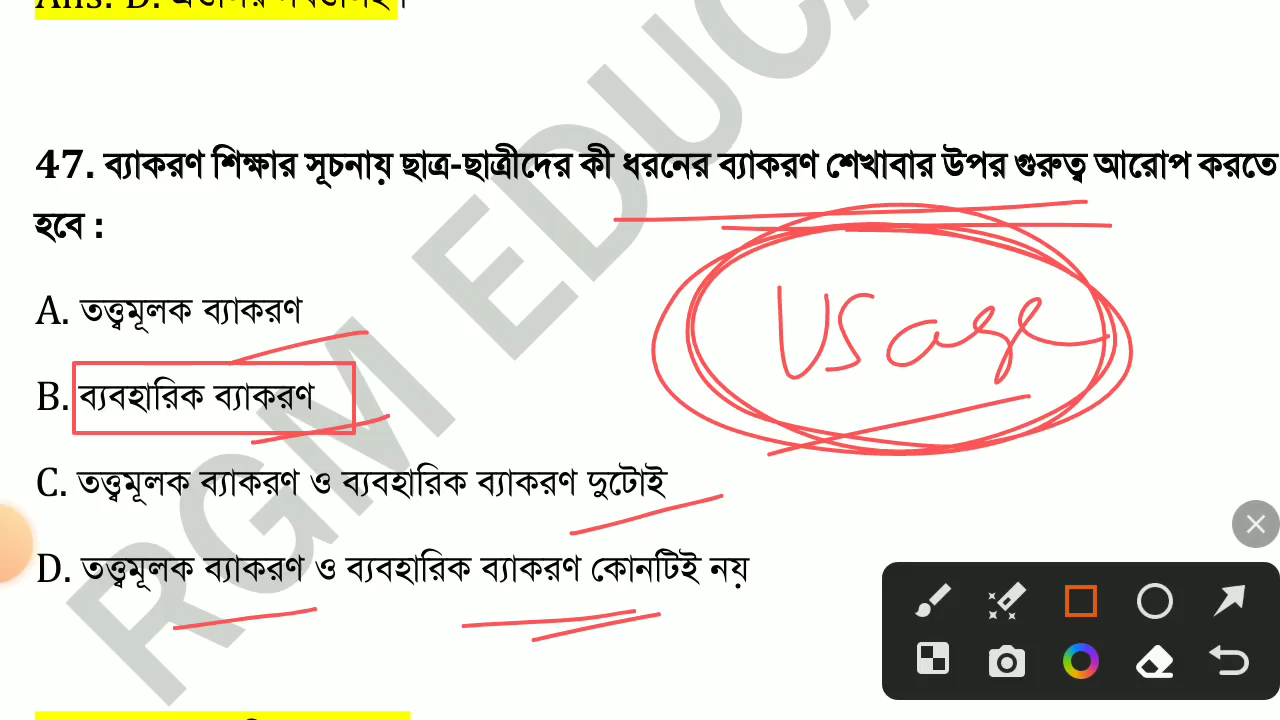 47. ব্যাকরণ শিক্ষার সূচনায় ছাত্র-ছাত্রীদের কী ধরনের ব্যাকরণ শেখাবার উপর গুরুত্ব আরোপ করতে
হবে :
A. তত্ত্বমূলক ব্যাকরণ
Usage
B. ব্যবহারিক ব্যাকরণ
C. তত্ত্বমূলক ব্যাকরণ ও ব্যবহারিক ব্যাকরণ দুটোই
D. তত্ত্বমূলক ব্যাকরণ ও ব্যবহারিক ব্যাকরণ কোনটিই নয়
RGM EDUCA